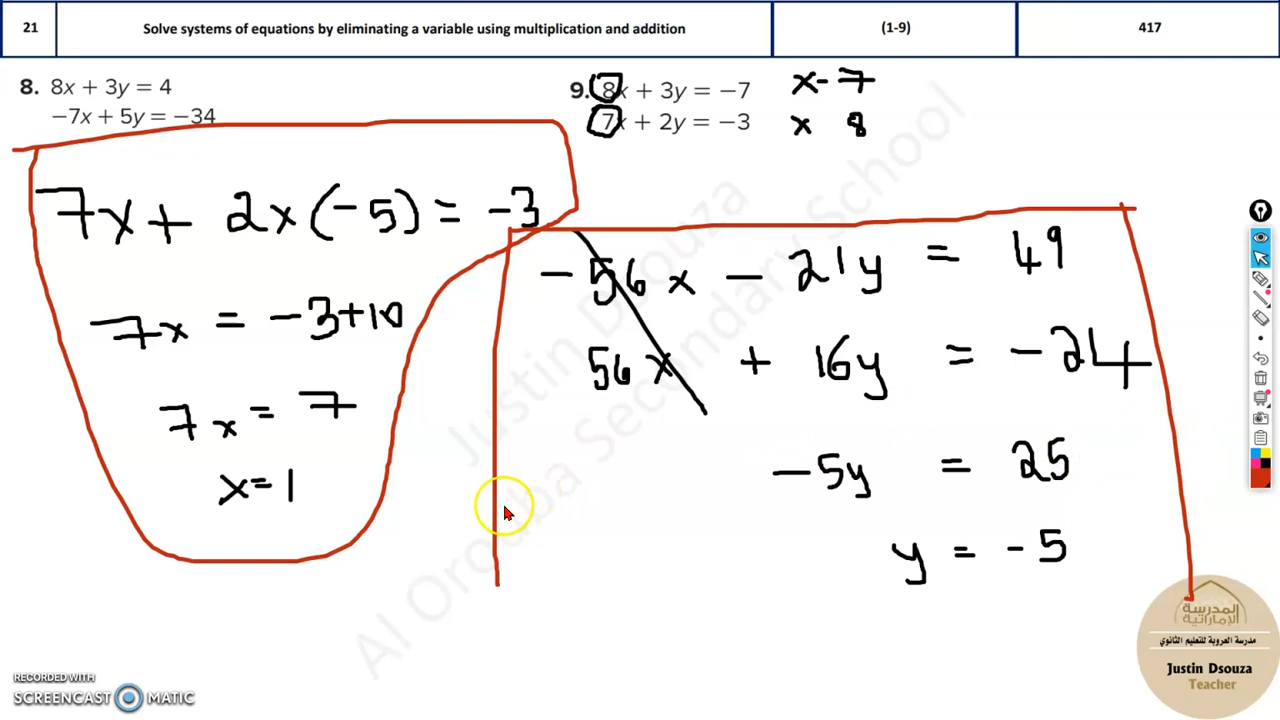 21 Solve systems of equations by eliminating a variable using multiplication and addition (1-9) 417
8. 8x + 3y = 4
−7x + 5y = −34
9. 8x + 3y = −7 x - 7
7x + 2y = −3 x 8
7x + 2x(-5) = -3
7x = -3+10
7x = 7
x=1
-56x - 21y = 49
56x + 16y = -24
-5y = 25
y = -5
Justin Dsouza
Al Orouba Secondary School
المدرسة
الإماراتية
مدرسة العروبة للتعليم الثانوي
Justin Dsouza
Teacher
RECORDED WITH
SCREENCAST MATIC